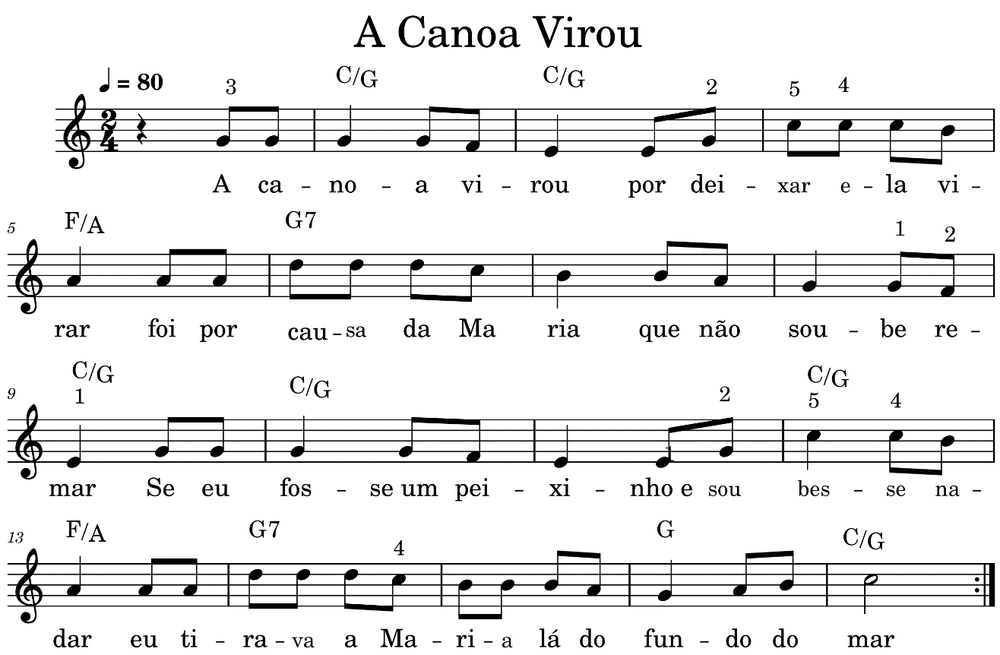 A Canoa Virou
♩ = 80
3 C/G C/G 2 5 4
2
4
A ca – no – a vi – rou por dei – xar e – la vi –
5
F/A G7 1 2
rar foi por cau – sa da Ma ria que não sou – be re –
9
C/G C/G 2 C/G
1 5 4
1
mar Se eu fos – se um pei – xi – nho e sou bes – se na –
13
F/A G7 4 G C/G
dar eu ti – ra – va a Ma – ri – a lá do fun – do do mar